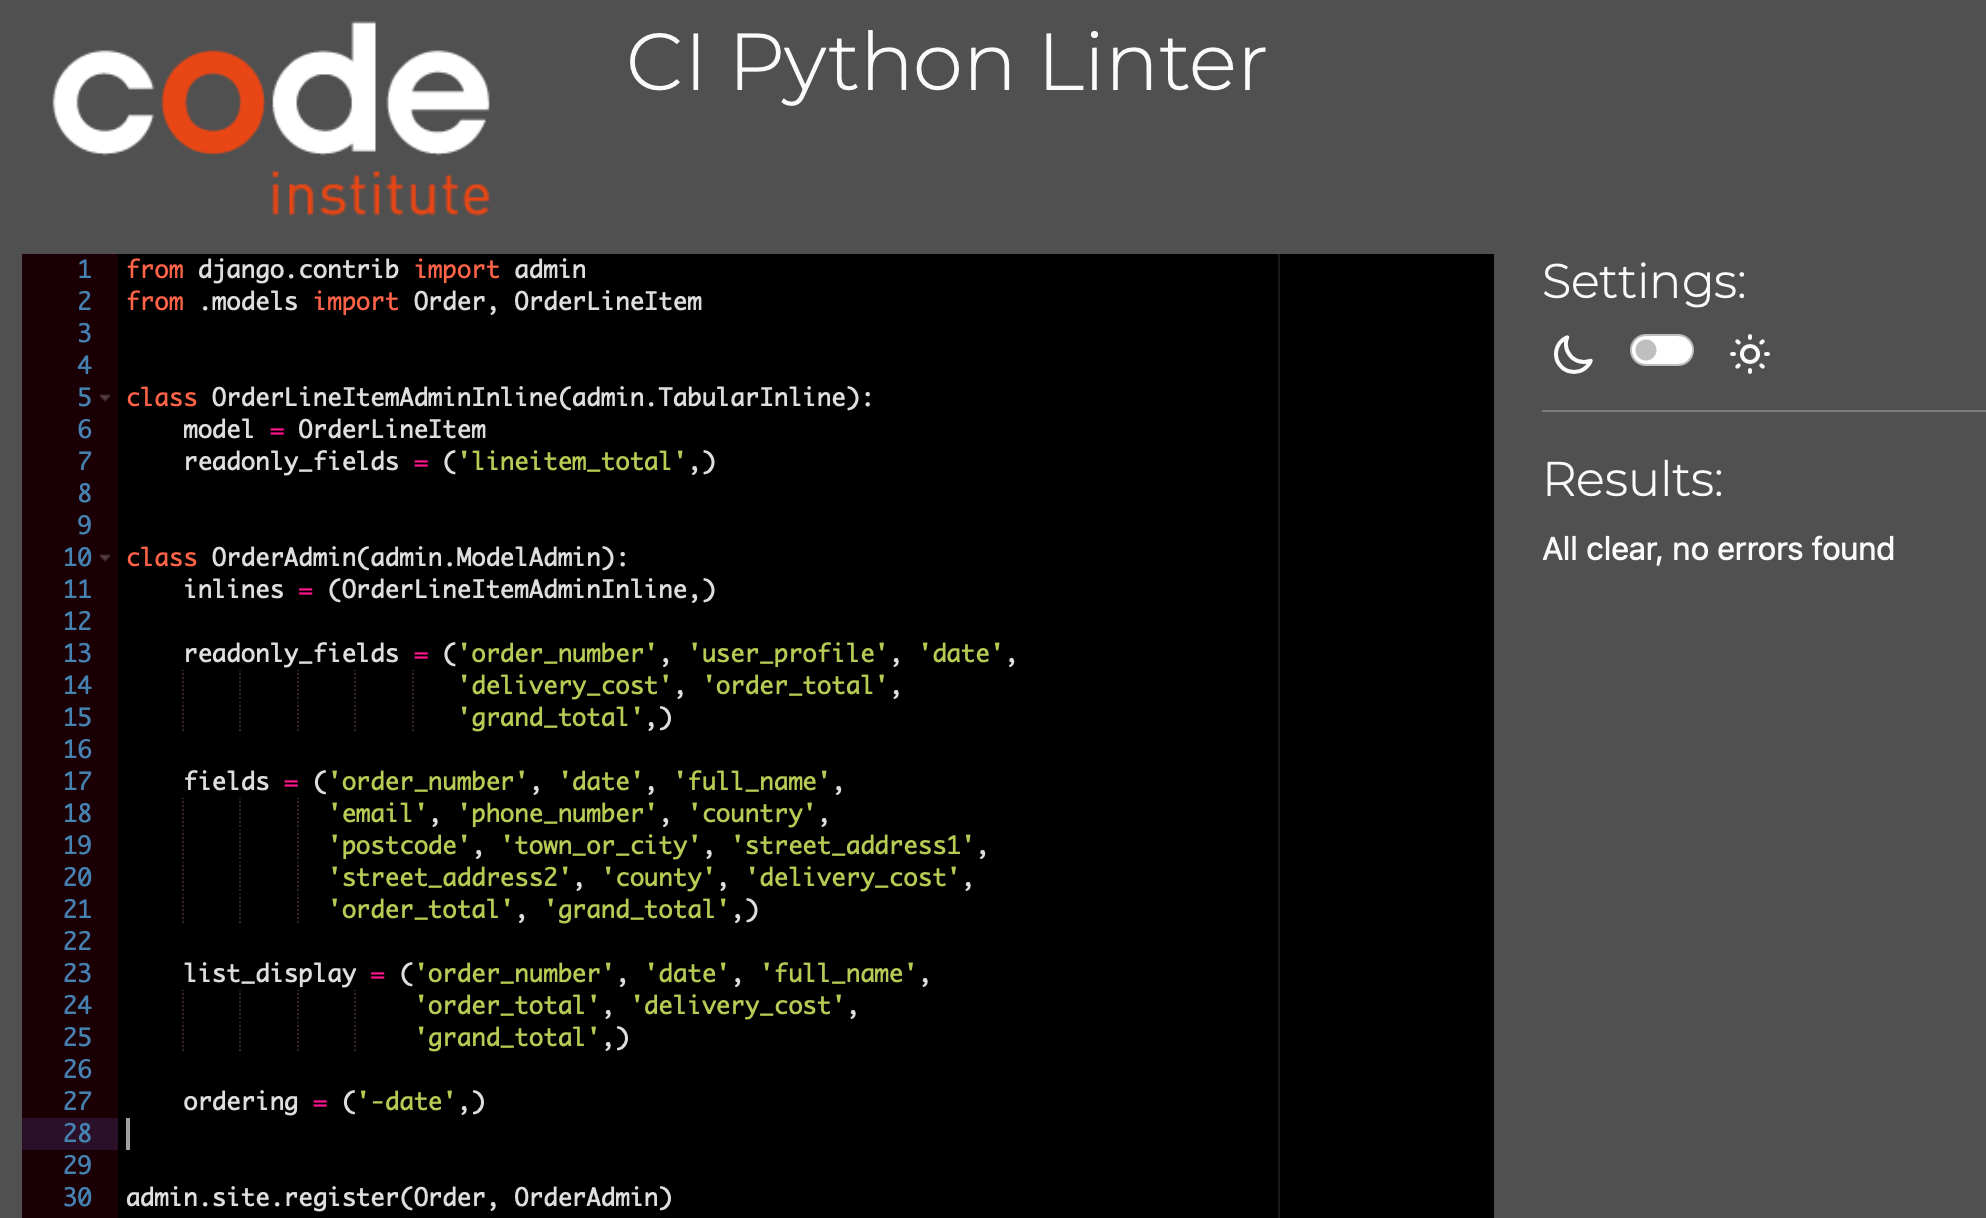 code
institute
CI Python Linter
1 from django.contrib import admin
2 from .models import Order, OrderLineItem
3
4
5 class OrderLineItemAdminInline(admin.TabularInline):
6     model = OrderLineItem
7     readonly_fields = ('lineitem_total',)
8
9
10 class OrderAdmin(admin.ModelAdmin):
11     inlines = (OrderLineItemAdminInline,)
12
13     readonly_fields = ('order_number', 'user_profile', 'date',
14                        'delivery_cost', 'order_total',
15                        'grand_total',)
16
17     fields = ('order_number', 'date', 'full_name',
18               'email', 'phone_number', 'country',
19               'postcode', 'town_or_city', 'street_address1',
20               'street_address2', 'county', 'delivery_cost',
21               'order_total', 'grand_total',)
22
23     list_display = ('order_number', 'date', 'full_name',
24                     'order_total', 'delivery_cost',
25                     'grand_total',)
26
27     ordering = ('-date',)
28
29
30 admin.site.register(Order, OrderAdmin)
Settings:
Results:
All clear, no errors found